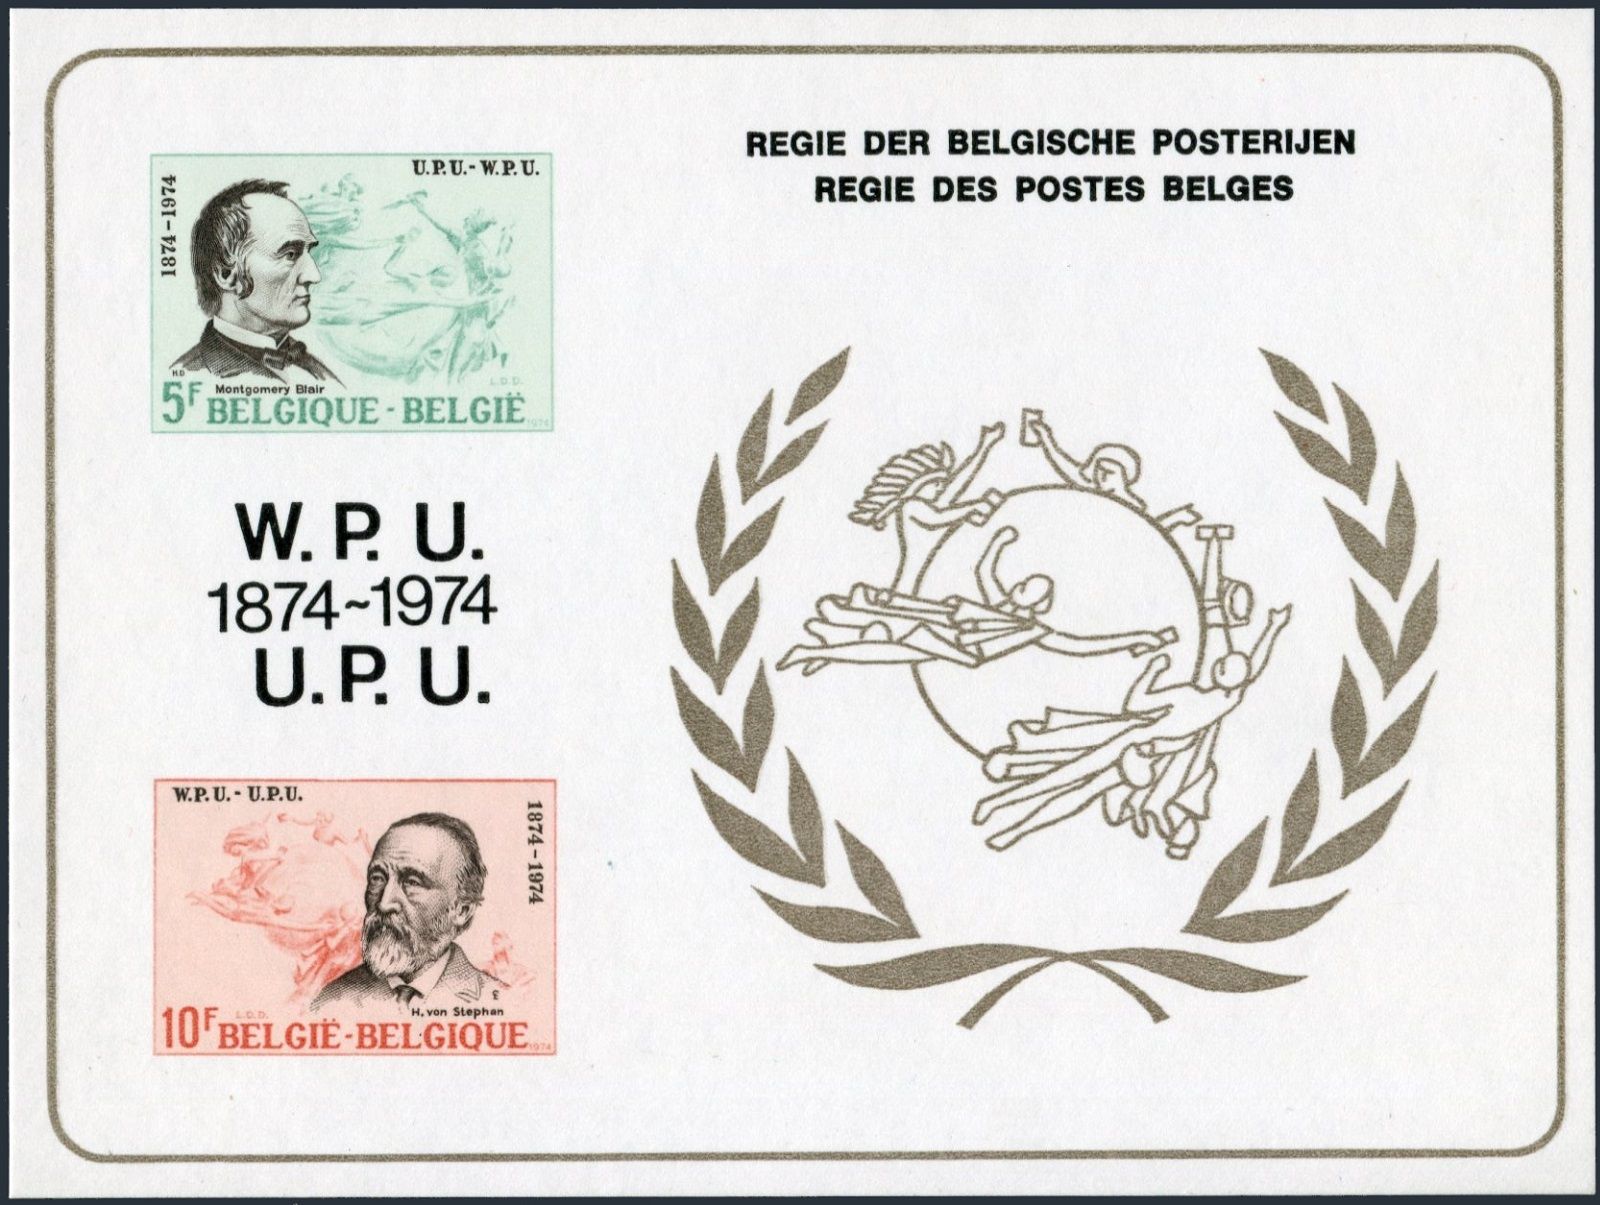 REGIE DER BELGISCHE POSTERIJEN
REGIE DES POSTES BELGES
U.P.U.-W.P.U.
1874-1974
H.D
L.D.D.
Montgomery Blair
5F BELGIQUE-BELGIË
1974
W.P.U.
1874~1974
U.P.U.
W.P.U.-U.P.U.
1874-1974
H. von Stephan
L.D.D.
10F BELGIË-BELGIQUE
1974